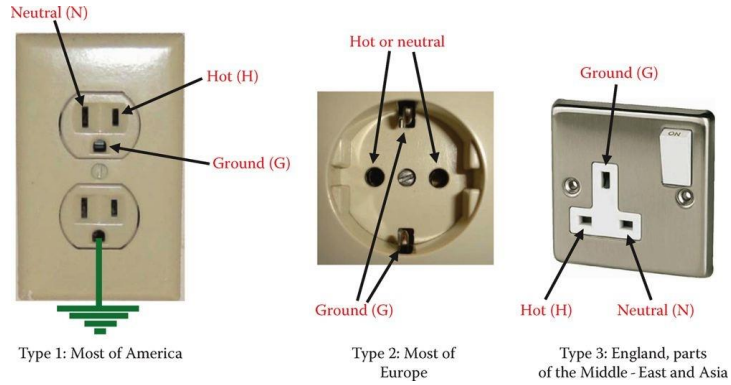 Neutral (N)
Hot (H)
Ground (G)
Type 1: Most of America
Hot or neutral
Ground (G)
Type 2: Most of
Europe
Ground (G)
ON
Hot (H)
Neutral (N)
Type 3: England, parts
of the Middle - East and Asia